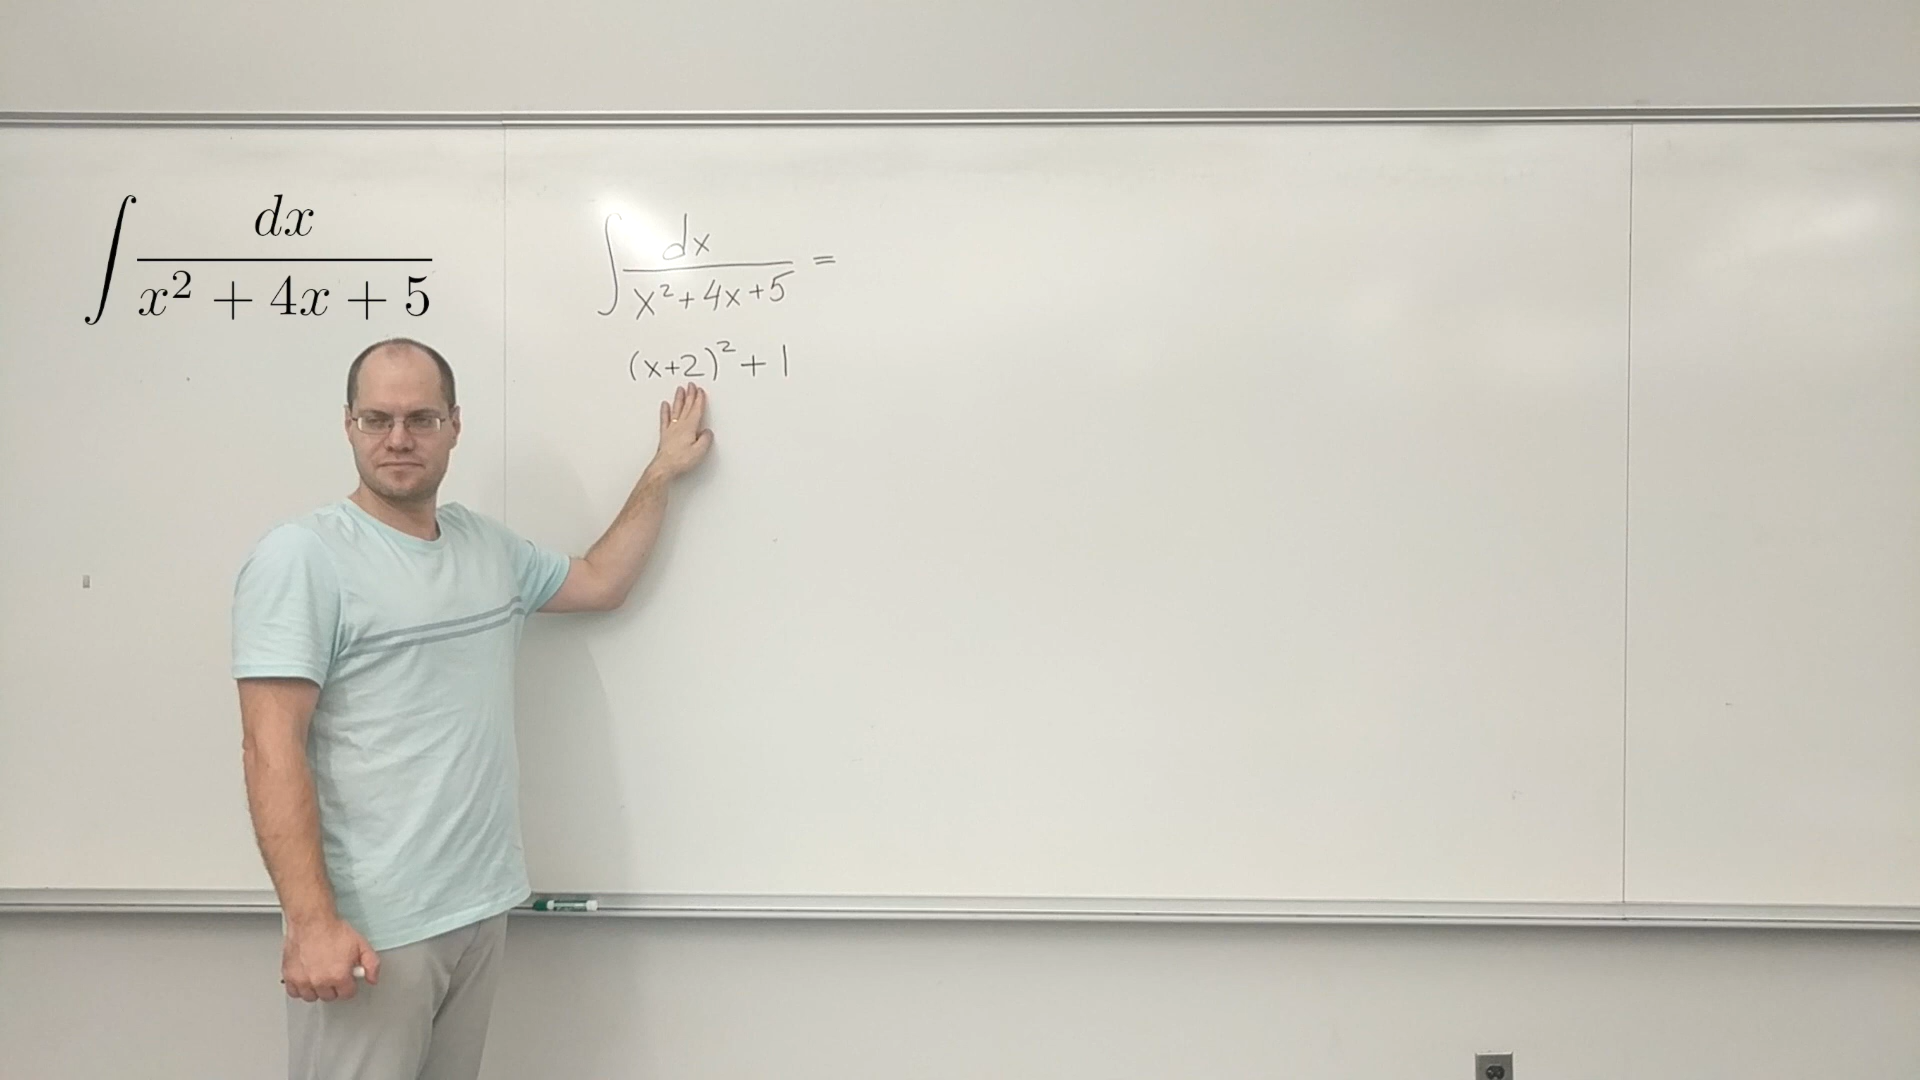 ∫ dx / (x² + 4x + 5)
∫ dx / (x²+4x+5) =
(x+2)² + 1